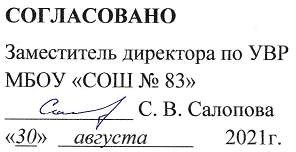 СОГЛАСОВАНО
Заместитель директора по УВР
МБОУ «СОШ № 83»
С. В. Салопова
«30» августа 2021г.